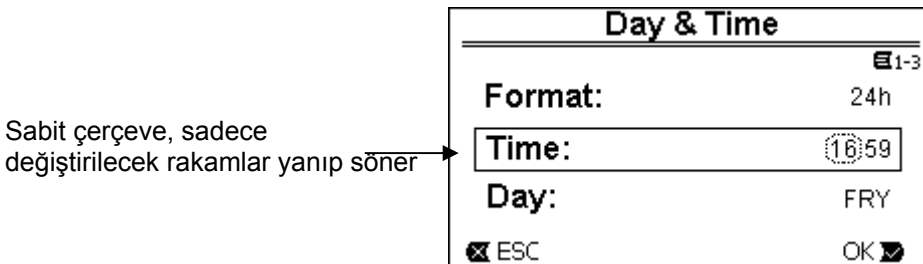 Day & Time
1-3
Format: 24h
Sabit çerçeve, sadece
değiştirilecek rakamlar yanıp söner
Time: 16:59
Day: FRY
ESC OK